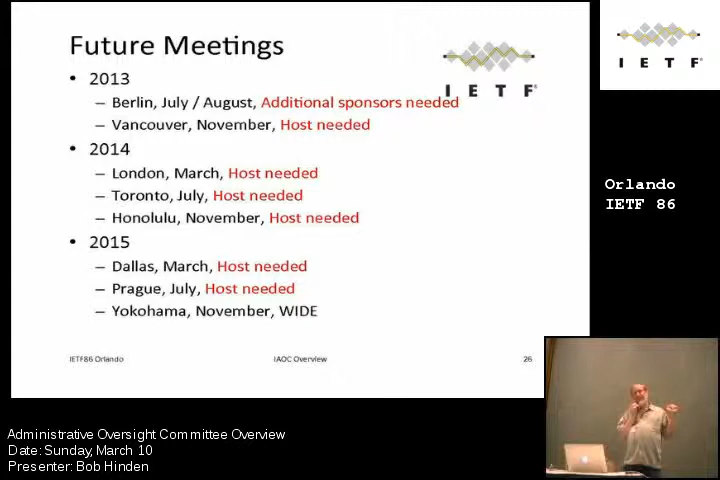 Future Meetings
I E T F®
I E T F®
• 2013
– Berlin, July / August, Additional sponsors needed
– Vancouver, November, Host needed
• 2014
– London, March, Host needed
– Toronto, July, Host needed
– Honolulu, November, Host needed
• 2015
– Dallas, March, Host needed
– Prague, July, Host needed
– Yokohama, November, WIDE
IETF86 Orlando IAOC Overview 26
Orlando
IETF 86
Administrative Oversight Committee Overview
Date: Sunday, March 10
Presenter: Bob Hinden